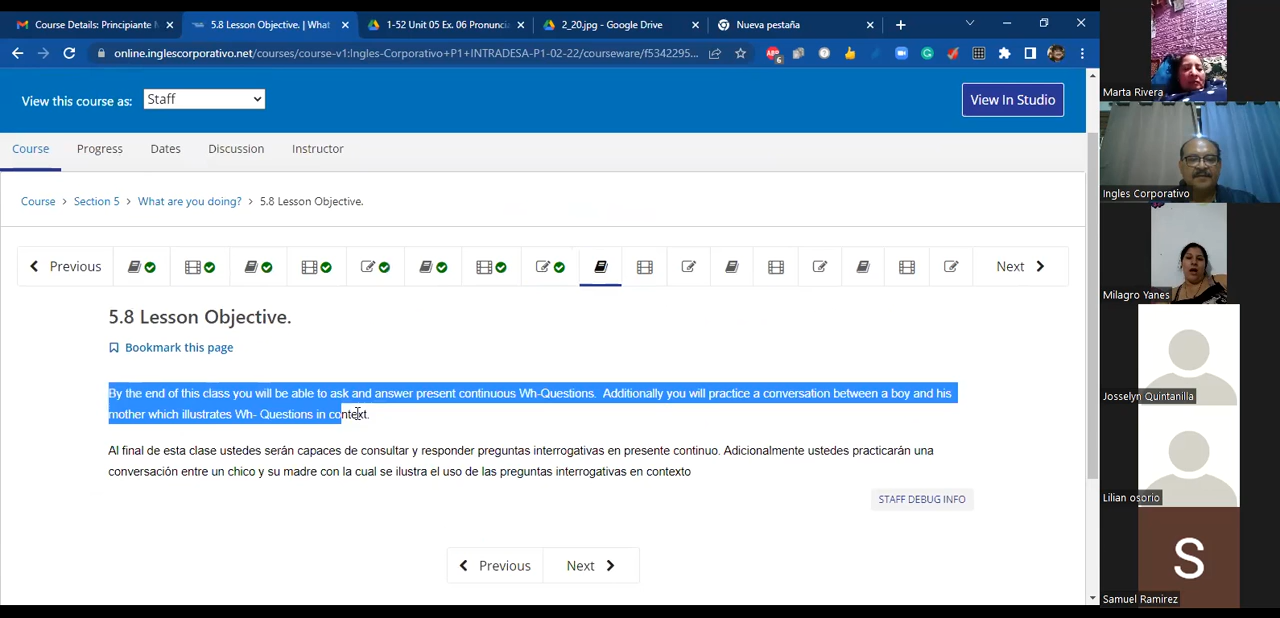 Course Details: Principiante M
5.8 Lesson Objective. | What
1-52 Unit 05 Ex. 06 Pronunci
2_20.jpg - Google Drive
Nueva pestaña
online.inglescorporativo.net/courses/course-v1:Ingles-Corporativo+P1+INTRADESA-P1-02-22/courseware/f5342295...
6
View this course as:
Staff
View In Studio
Course
Progress
Dates
Discussion
Instructor
Course > Section 5 > What are you doing? > 5.8 Lesson Objective.
Previous
Next
5.8 Lesson Objective.
Bookmark this page
By the end of this class you will be able to ask and answer present continuous Wh-Questions.  Additionally you will practice a conversation between a boy and his
mother which illustrates Wh- Questions in context.
Al final de esta clase ustedes serán capaces de consultar y responder preguntas interrogativas en presente continuo. Adicionalmente ustedes practicarán una
conversación entre un chico y su madre con la cual se ilustra el uso de las preguntas interrogativas en contexto
STAFF DEBUG INFO
Previous
Next
Marta Rivera
Ingles Corporativo
Milagro Yanes
Josselyn Quintanilla
Lilian osorio
S
Samuel Ramirez